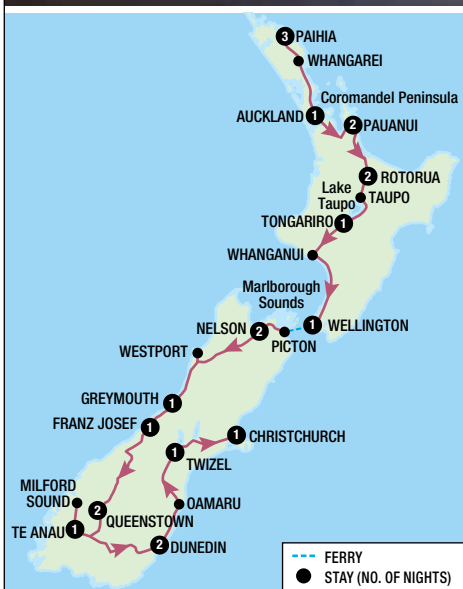 3 PAIHIA
WHANGAREI
Coromandel Peninsula
AUCKLAND 1
2 PAUANUI
2 ROTORUA
Lake
Taupo
TAUPO
TONGARIRO 1
WHANGANUI
Marlborough
Sounds
1 WELLINGTON
NELSON 2
PICTON
WESTPORT
GREYMOUTH 1
FRANZ JOSEF 1
1 CHRISTCHURCH
1
TWIZEL
MILFORD
SOUND
2
QUEENSTOWN
OAMARU
TE ANAU 1
2 DUNEDIN
FERRY
STAY (NO. OF NIGHTS)